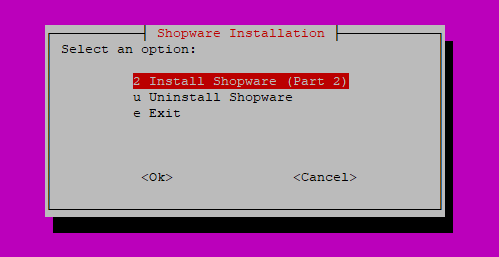 Shopware Installation
Select an option:
2 Install Shopware (Part 2)
u Uninstall Shopware
e Exit
<Ok> <Cancel>